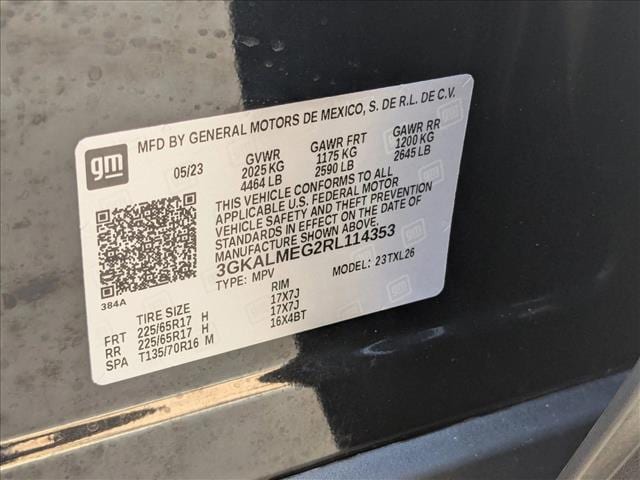 MFD BY GENERAL MOTORS DE MEXICO, S. DE R.L. DE C.V.
gm
05/23 GVWR GAWR FRT GAWR RR
2025 KG 1175 KG 1200 KG
4464 LB 2590 LB 2645 LB
THIS VEHICLE CONFORMS TO ALL
APPLICABLE U.S. FEDERAL MOTOR
VEHICLE SAFETY AND THEFT PREVENTION
STANDARDS IN EFFECT ON THE DATE OF
MANUFACTURE SHOWN ABOVE.
3GKALMEG2RL114353
TYPE: MPV MODEL: 23TXL26
384A
TIRE SIZE RIM
FRT 225/65R17 H 17X7J
RR 225/65R17 H 17X7J
SPA T135/70R16 M 16X4BT